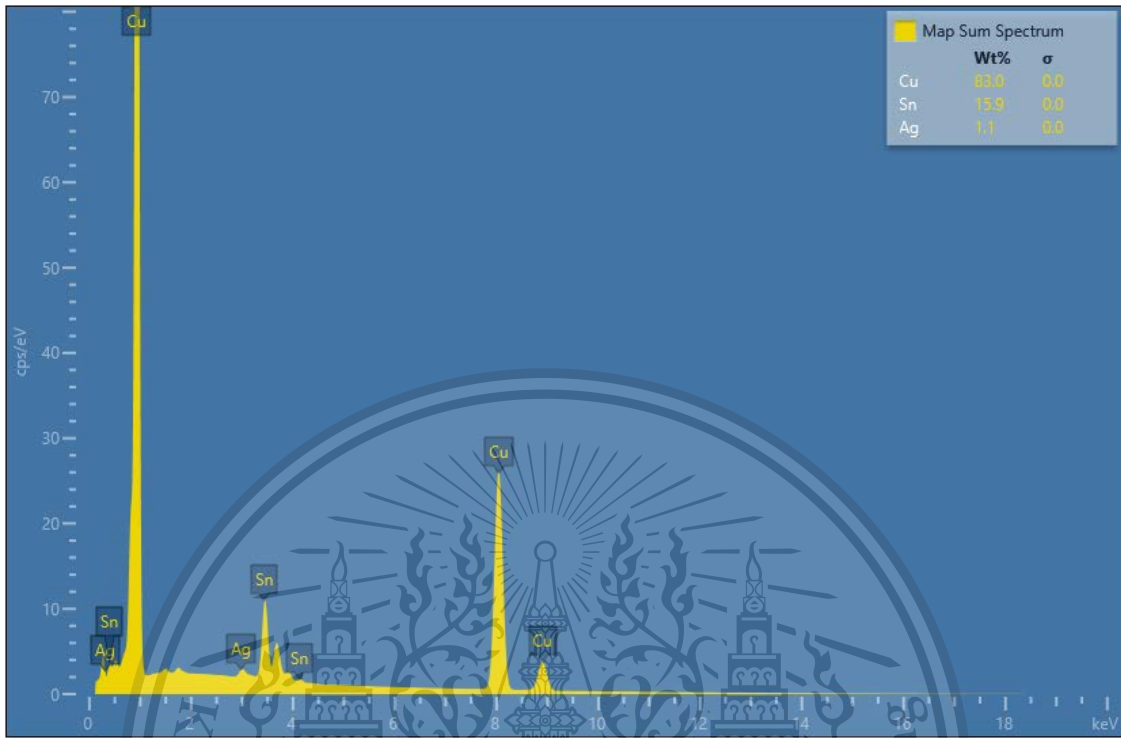 Cu
Map Sum Spectrum
Wt% σ
Cu 83.0 0.0
Sn 15.9 0.0
Ag 1.1 0.0
70
60
50
cps/eV
40
30
Cu
20
Sn
10
Sn
Ag
Ag
Sn
Cu
0
0 2 4 6 8 10 12 14 16 18 keV